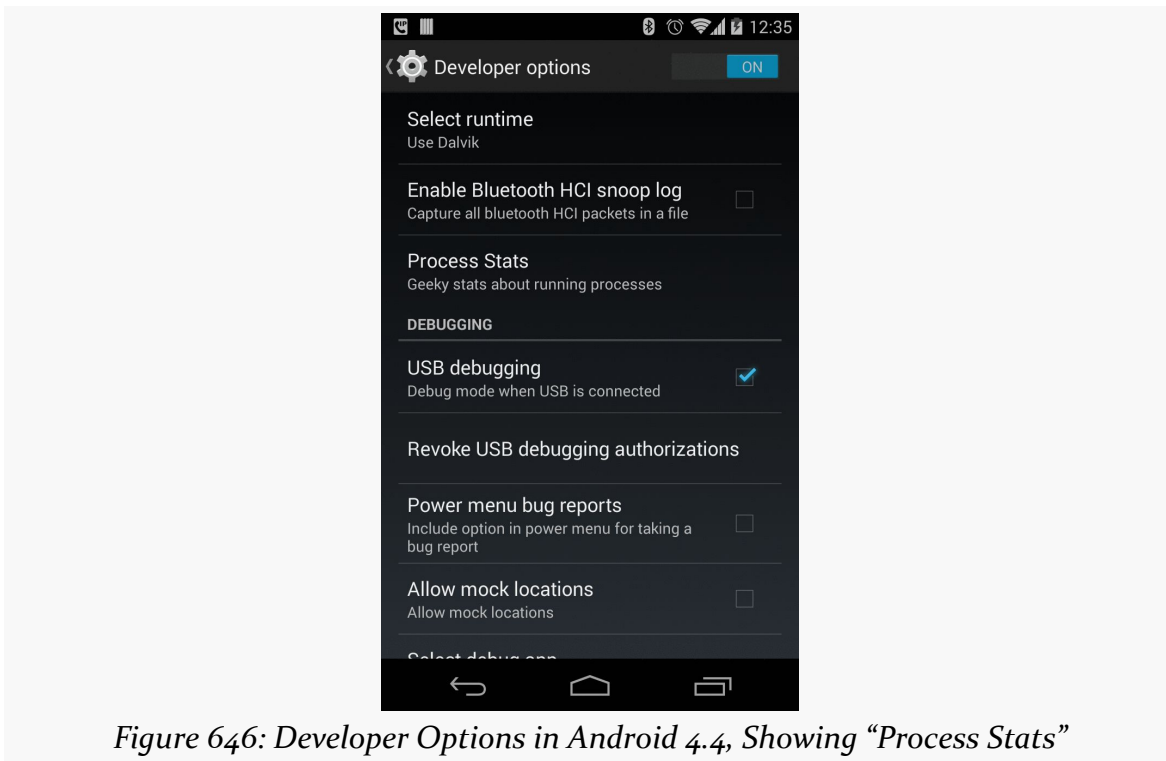 12:35
Developer options
ON
Select runtime
Use Dalvik
Enable Bluetooth HCI snoop log
Capture all bluetooth HCI packets in a file
Process Stats
Geeky stats about running processes
DEBUGGING
USB debugging
Debug mode when USB is connected
Revoke USB debugging authorizations
Power menu bug reports
Include option in power menu for taking a
bug report
Allow mock locations
Allow mock locations
Select debug app
Figure 646: Developer Options in Android 4.4, Showing “Process Stats”